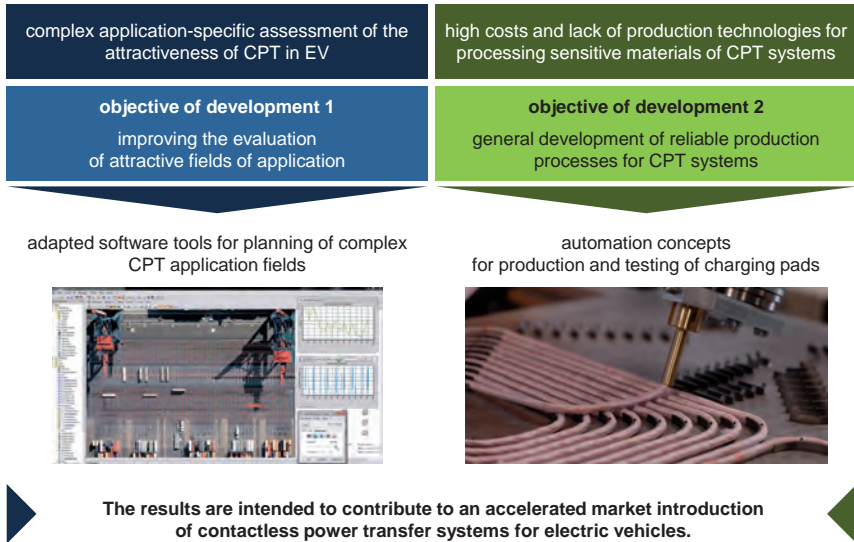 complex application-specific assessment of the
attractiveness of CPT in EV
high costs and lack of production technologies for
processing sensitive materials of CPT systems
objective of development 1
improving the evaluation
of attractive fields of application
objective of development 2
general development of reliable production
processes for CPT systems
adapted software tools for planning of complex
CPT application fields
automation concepts
for production and testing of charging pads
The results are intended to contribute to an accelerated market introduction
of contactless power transfer systems for electric vehicles.